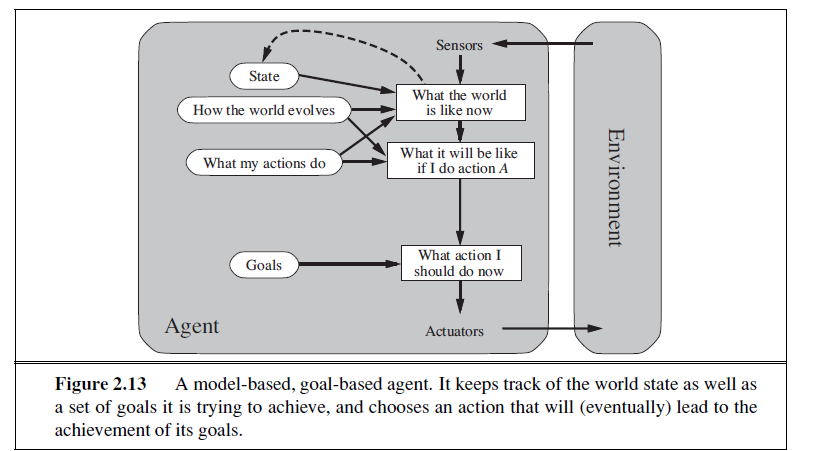 Sensors
State
What the world
is like now
How the world evolves
What it will be like
if I do action A
What my actions do
Environment
Goals
What action I
should do now
Agent
Actuators
Figure 2.13 A model-based, goal-based agent. It keeps track of the world state as well as
a set of goals it is trying to achieve, and chooses an action that will (eventually) lead to the
achievement of its goals.